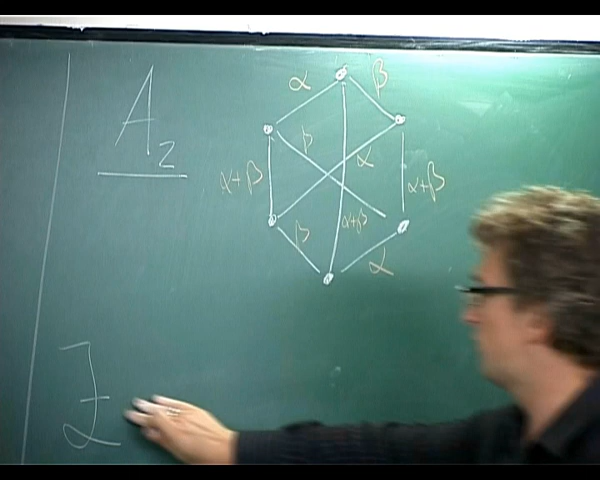 A₂
α β
β α
α+β α+β
α+β
β α
Z